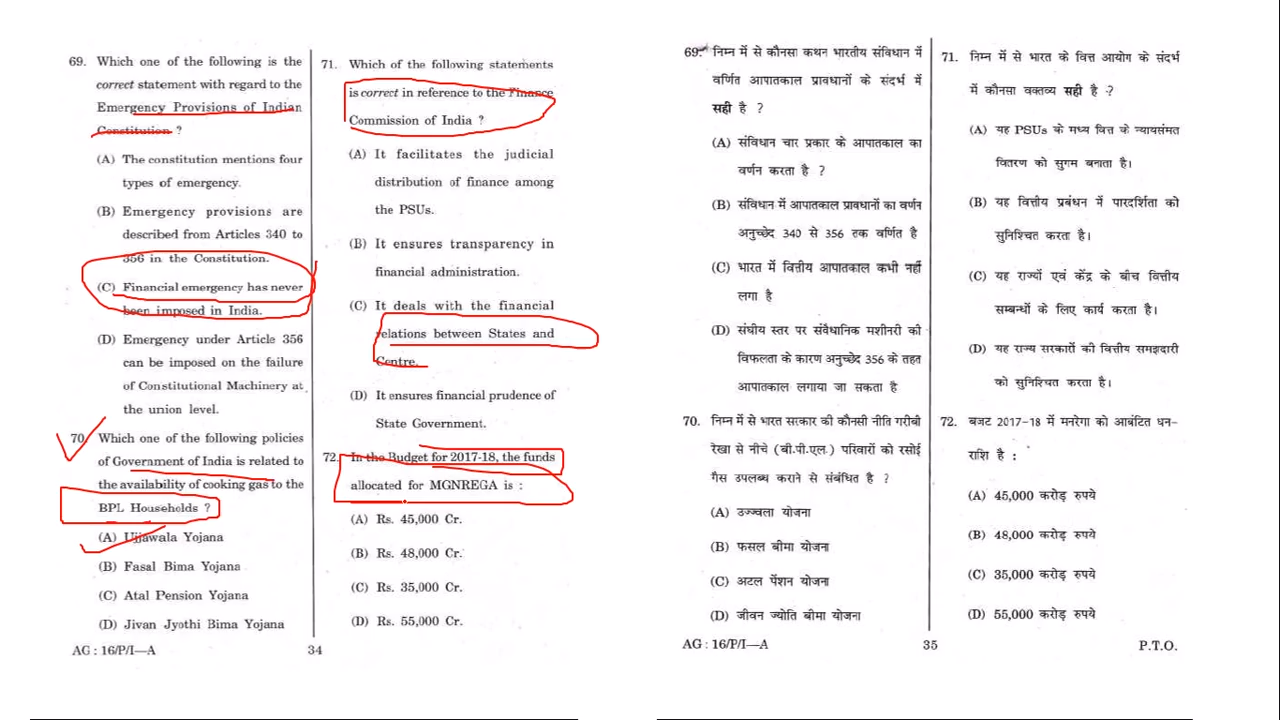 69. Which one of the following is the
correct statement with regard to the
Emergency Provisions of Indian
Constitution ?
(A) The constitution mentions four
types of emergency.
(B) Emergency provisions are
described from Articles 340 to
356 in the Constitution.
(C) Financial emergency has never
been imposed in India.
(D) Emergency under Article 356
can be imposed on the failure
of Constitutional Machinery at
the union level.
70. Which one of the following policies
of Government of India is related to
the availability of cooking gas to the
BPL Households ?
(A) Ujjawala Yojana
(B) Fasal Bima Yojana
(C) Atal Pension Yojana
(D) Jivan Jyothi Bima Yojana
AG : 16/P/I—A
34
71. Which of the following statements
is correct in reference to the Finance
Commission of India ?
(A) It facilitates the judicial
distribution of finance among
the PSUs.
(B) It ensures transparency in
financial administration.
(C) It deals with the financial
relations between States and
Centre.
(D) It ensures financial prudence of
State Government.
72. In the Budget for 2017-18, the funds
allocated for MGNREGA is :
(A) Rs. 45,000 Cr.
(B) Rs. 48,000 Cr.
(C) Rs. 35,000 Cr.
(D) Rs. 55,000 Cr.
69. निम्न में से कौनसा कथन भारतीय संविधान में
वर्णित आपातकाल प्रावधानों के संदर्भ में
सही है ?
(A) संविधान चार प्रकार के आपातकाल का
वर्णन करता है ?
(B) संविधान में आपातकाल प्रावधानों का वर्णन
अनुच्छेद 340 से 356 तक वर्णित है
(C) भारत में वित्तीय आपातकाल कभी नहीं
लगा है
(D) संघीय स्तर पर संवैधानिक मशीनरी की
विफलता के कारण अनुच्छेद 356 के तहत
आपातकाल लगाया जा सकता है
70. निम्न में से भारत सरकार की कौनसी नीति गरीबी
रेखा से नीचे (बी.पी.एल.) परिवारों को रसोई
गैस उपलब्ध कराने से संबंधित है ?
(A) उज्ज्वला योजना
(B) फसल बीमा योजना
(C) अटल पेंशन योजना
(D) जीवन ज्योति बीमा योजना
AG : 16/P/I—A
35
71. निम्न में से भारत के वित्त आयोग के संदर्भ
में कौनसा वक्तव्य सही है ?
(A) यह PSUs के मध्य वित्त के न्यायसंमत
वितरण को सुगम बनाता है।
(B) यह वित्तीय प्रबंधन में पारदर्शिता को
सुनिश्चित करता है।
(C) यह राज्यों एवं केंद्र के बीच वित्तीय
सम्बन्धों के लिए कार्य करता है।
(D) यह राज्य सरकारों की वित्तीय समझदारी
को सुनिश्चित करता है।
72. बजट 2017-18 में मनरेगा को आबंटित धन-
राशि है :
(A) 45,000 करोड़ रुपये
(B) 48,000 करोड़ रुपये
(C) 35,000 करोड़ रुपये
(D) 55,000 करोड़ रुपये
P.T.O.